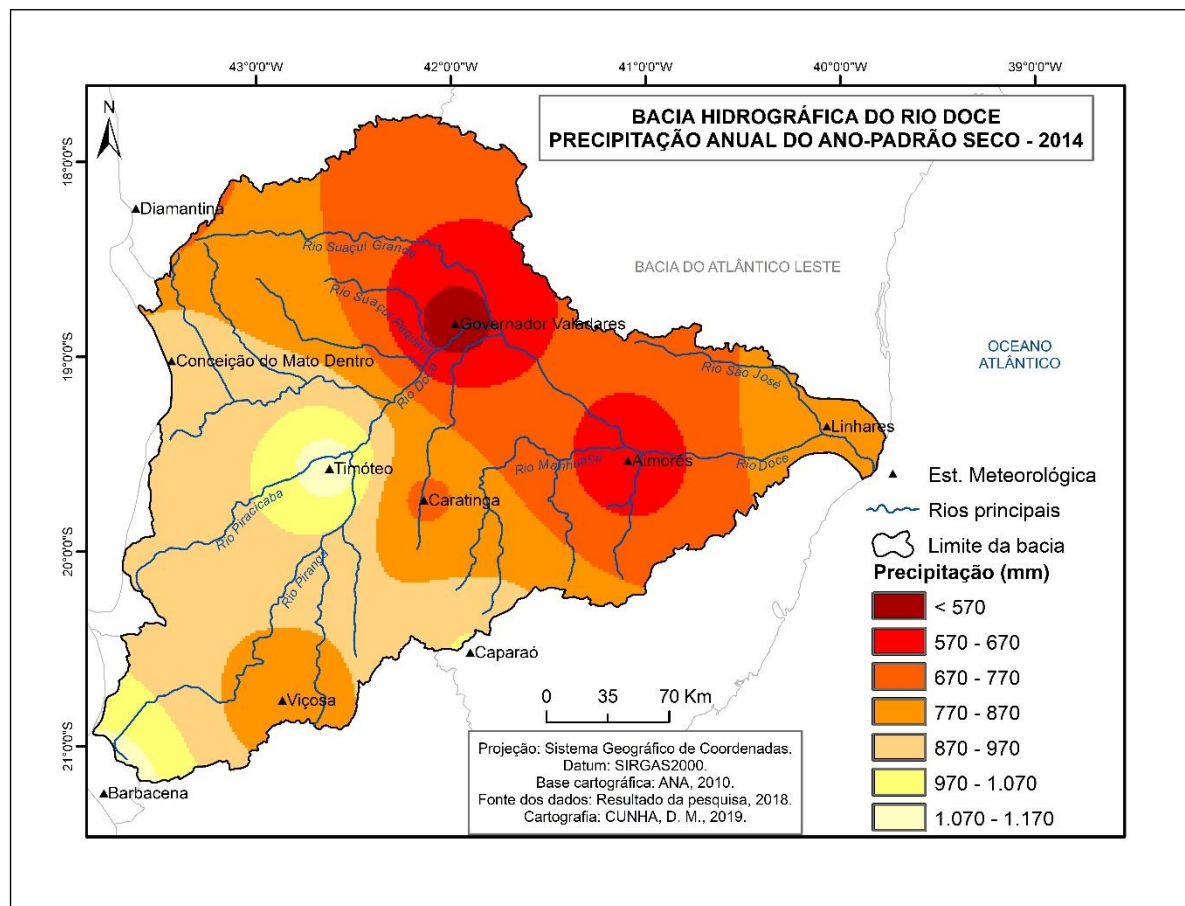 43°0'0"W
42°0'0"W
41°0'0"W
40°0'0"W
39°0'0"W
N
BACIA HIDROGRÁFICA DO RIO DOCE
PRECIPITAÇÃO ANUAL DO ANO-PADRÃO SECO - 2014
18°0'0"S
Diamantina
Rio Suaçuí Grande
BACIA DO ATLÂNTICO LESTE
Rio Suaçuí Pequeno
Governador Valadares
19°0'0"S
Conceição do Mato Dentro
OCEANO
ATLÂNTICO
Rio São José
Rio Doce
Linhares
Timóteo
Rio Manhuaçu
Aimorés
Rio Doce
Caratinga
Rio Piracicaba
20°0'0"S
Rio Piranga
Caparaó
Viçosa
21°0'0"S
Barbacena
Est. Meteorológica
Rios principais
Limite da bacia
Precipitação (mm)
< 570
570 - 670
670 - 770
770 - 870
870 - 970
970 - 1.070
1.070 - 1.170
0 35 70 Km
Projeção: Sistema Geográfico de Coordenadas.
Datum: SIRGAS2000.
Base cartográfica: ANA, 2010.
Fonte dos dados: Resultado da pesquisa, 2018.
Cartografia: CUNHA, D. M., 2019.